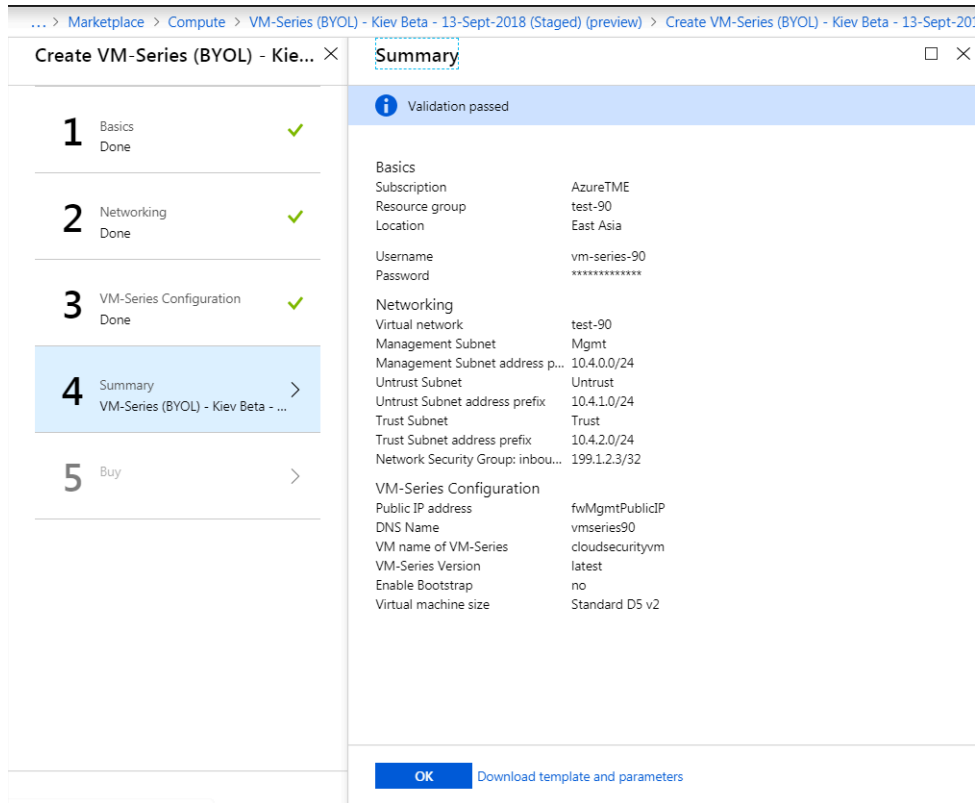 ... > Marketplace > Compute > VM-Series (BYOL) - Kiev Beta - 13-Sept-2018 (Staged) (preview) > Create VM-Series (BYOL) - Kiev Beta - 13-Sept-201
Create VM-Series (BYOL) - Kie...
Summary
Validation passed
1 Basics
Done
2 Networking
Done
3 VM-Series Configuration
Done
4 Summary
VM-Series (BYOL) - Kiev Beta - ...
5 Buy
Basics
Subscription AzureTME
Resource group test-90
Location East Asia
Username vm-series-90
Password *************
Networking
Virtual network test-90
Management Subnet Mgmt
Management Subnet address p... 10.4.0.0/24
Untrust Subnet Untrust
Untrust Subnet address prefix 10.4.1.0/24
Trust Subnet Trust
Trust Subnet address prefix 10.4.2.0/24
Network Security Group: inbou... 199.1.2.3/32
VM-Series Configuration
Public IP address fwMgmtPublicIP
DNS Name vmseries90
VM name of VM-Series cloudsecurityvm
VM-Series Version latest
Enable Bootstrap no
Virtual machine size Standard D5 v2
OK Download template and parameters